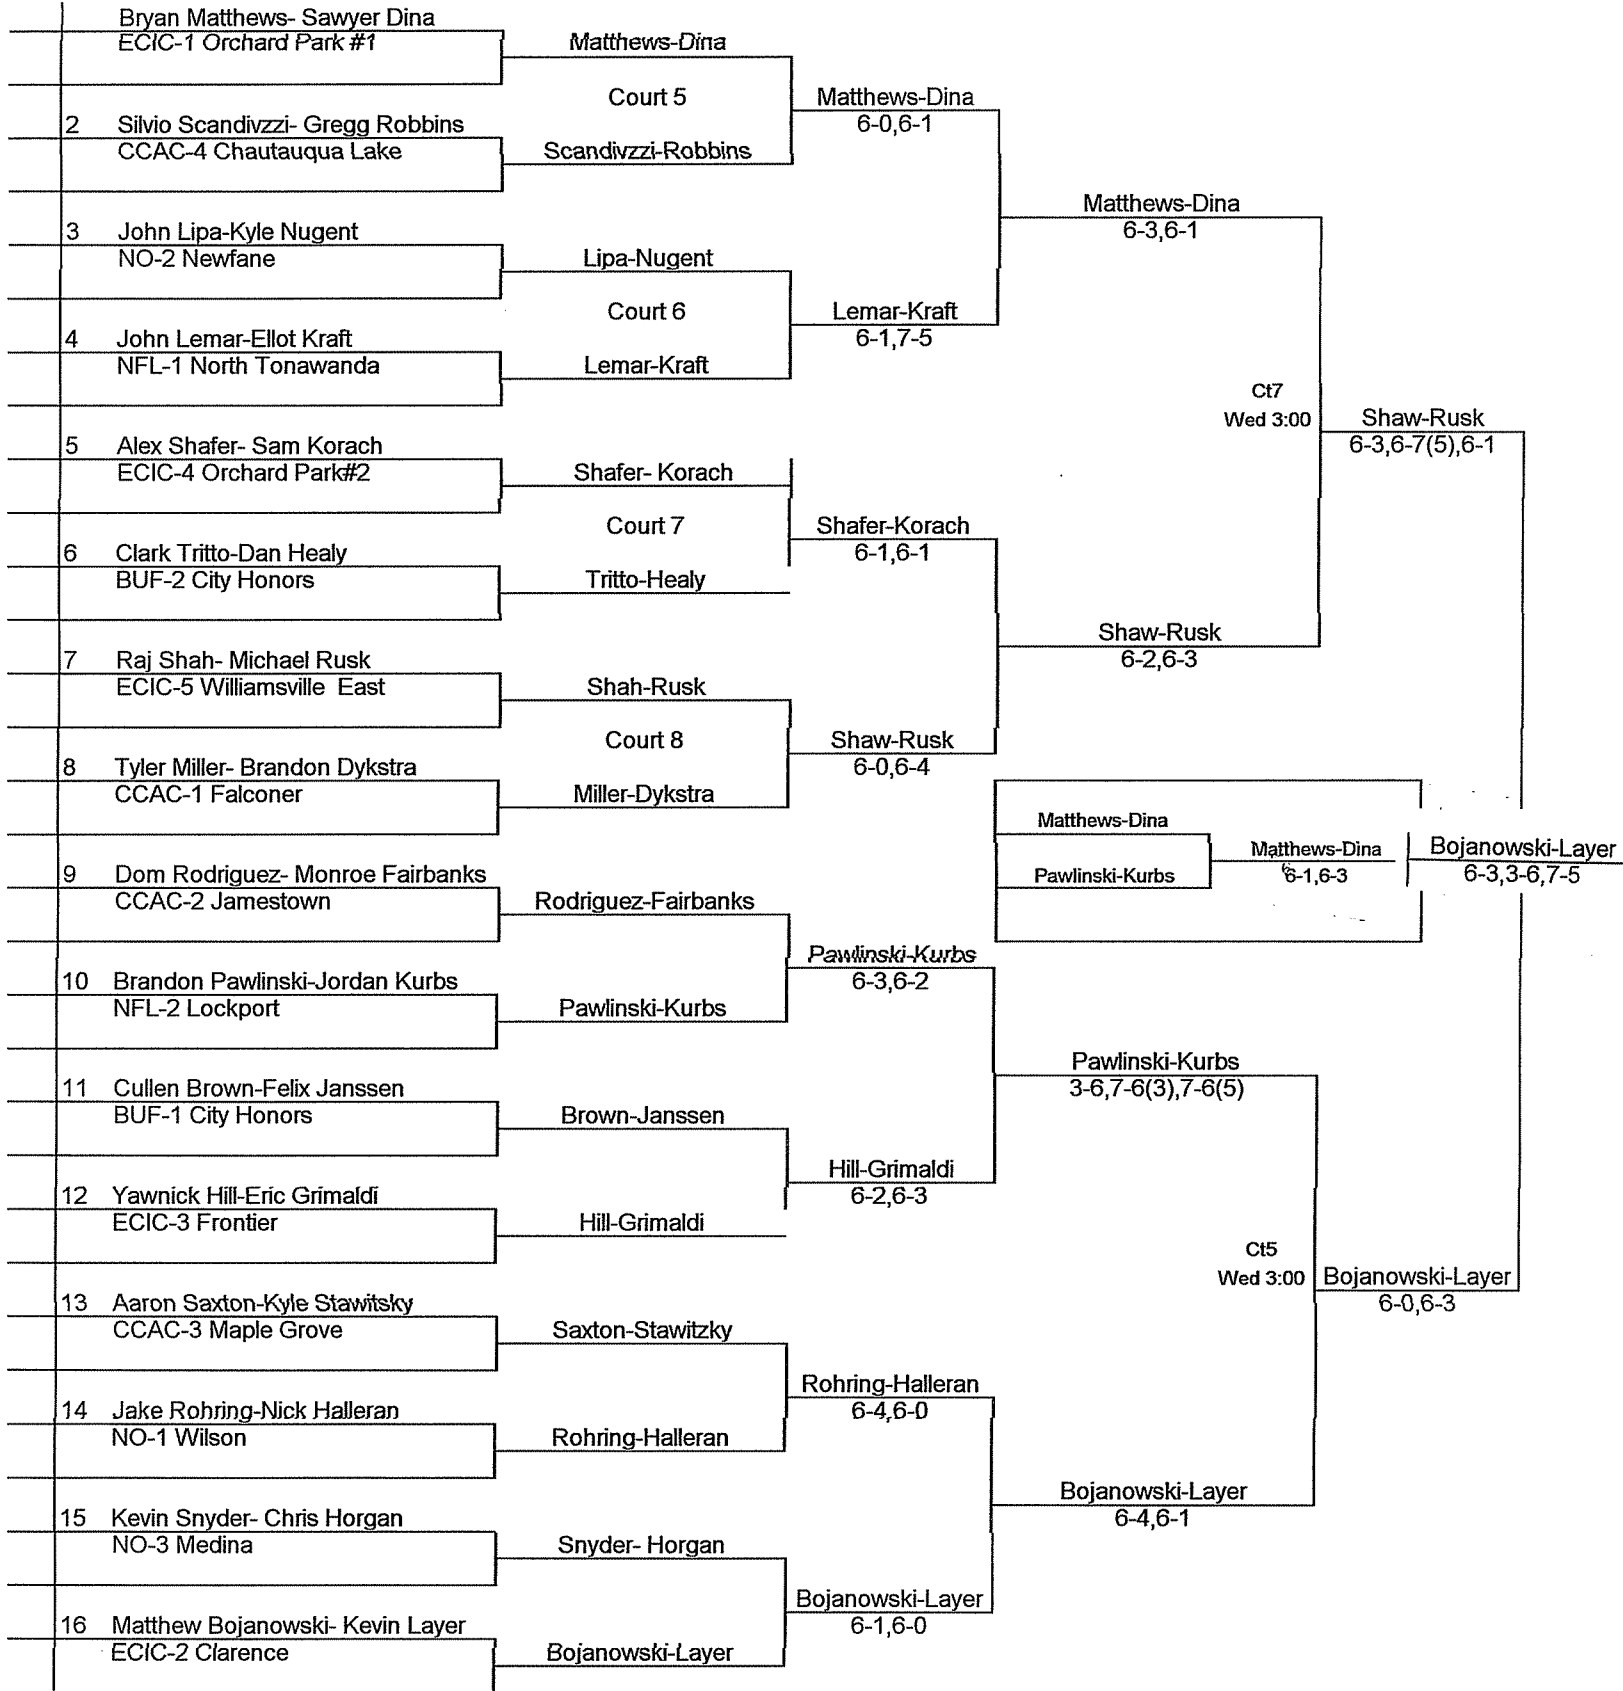 Bryan Matthews- Sawyer Dina
ECIC-1 Orchard Park #1
2 Silvio Scandivzzi- Gregg Robbins
CCAC-4 Chautauqua Lake
3 John Lipa-Kyle Nugent
NO-2 Newfane
4 John Lemar-Ellot Kraft
NFL-1 North Tonawanda
5 Alex Shafer- Sam Korach
ECIC-4 Orchard Park#2
6 Clark Tritto-Dan Healy
BUF-2 City Honors
7 Raj Shah- Michael Rusk
ECIC-5 Williamsville East
8 Tyler Miller- Brandon Dykstra
CCAC-1 Falconer
9 Dom Rodriguez- Monroe Fairbanks
CCAC-2 Jamestown
10 Brandon Pawlinski-Jordan Kurbs
NFL-2 Lockport
11 Cullen Brown-Felix Janssen
BUF-1 City Honors
12 Yawnick Hill-Eric Grimaldi
ECIC-3 Frontier
13 Aaron Saxton-Kyle Stawitsky
CCAC-3 Maple Grove
14 Jake Rohring-Nick Halleran
NO-1 Wilson
15 Kevin Snyder- Chris Horgan
NO-3 Medina
16 Matthew Bojanowski- Kevin Layer
ECIC-2 Clarence
Matthews-Dina
Court 5
Scandivzzi-Robbins
Lipa-Nugent
Court 6
Lemar-Kraft
Shafer- Korach
Court 7
Tritto-Healy
Shah-Rusk
Court 8
Miller-Dykstra
Rodriguez-Fairbanks
Pawlinski-Kurbs
Brown-Janssen
Hill-Grimaldi
Saxton-Stawitzky
Rohring-Halleran
Snyder- Horgan
Bojanowski-Layer
Matthews-Dina
6-0,6-1
Lemar-Kraft
6-1,7-5
Shafer-Korach
6-1,6-1
Shaw-Rusk
6-0,6-4
Pawlinski-Kurbs
6-3,6-2
Hill-Grimaldi
6-2,6-3
Rohring-Halleran
6-4,6-0
Bojanowski-Layer
6-1,6-0
Matthews-Dina
6-3,6-1
Shaw-Rusk
6-2,6-3
Pawlinski-Kurbs
3-6,7-6(3),7-6(5)
Bojanowski-Layer
6-4,6-1
Ct7
Wed 3:00
Shaw-Rusk
6-3,6-7(5),6-1
Ct5
Wed 3:00
Bojanowski-Layer
6-0,6-3
Matthews-Dina
Pawlinski-Kurbs
Matthews-Dina
6-1,6-3
Bojanowski-Layer
6-3,3-6,7-5